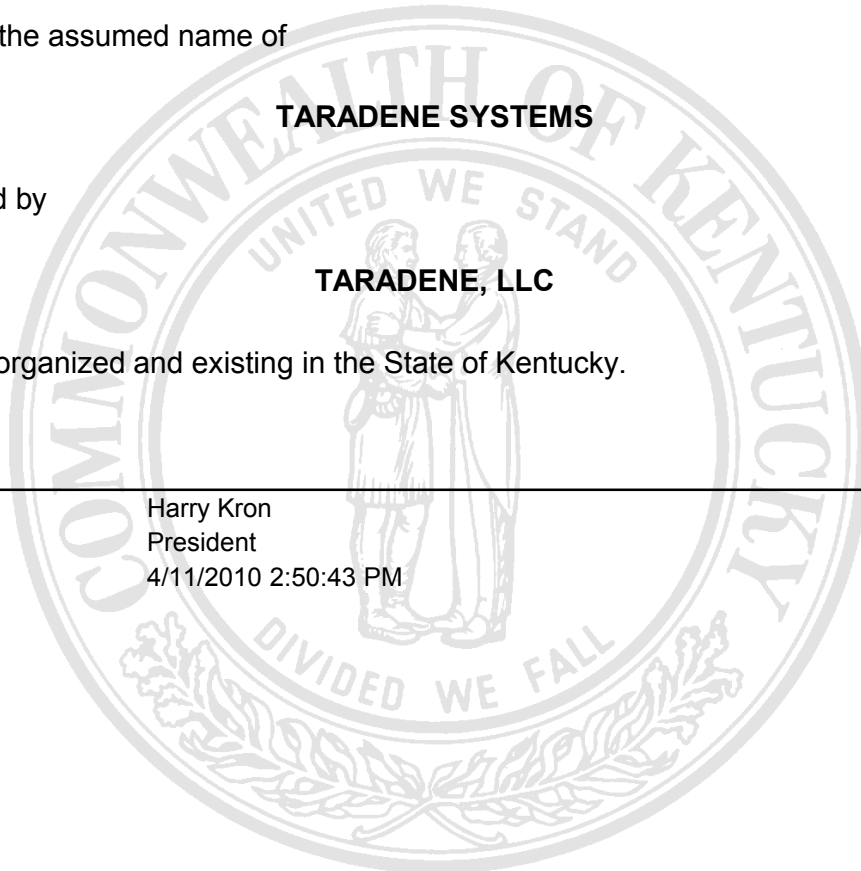 the assumed name of
TARADENE SYSTEMS
d by
TARADENE, LLC
organized and existing in the State of Kentucky.
Harry Kron
President
4/11/2010 2:50:43 PM
COMMONWEALTH OF KENTUCKY
UNITED WE STAND
DIVIDED WE FALL